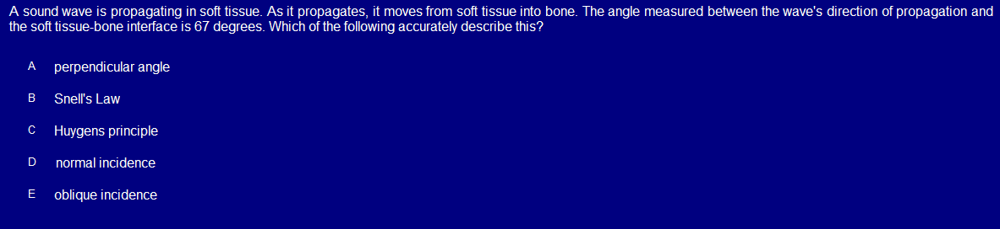 A sound wave is propagating in soft tissue. As it propagates, it moves from soft tissue into bone. The angle measured between the wave's direction of propagation and
the soft tissue-bone interface is 67 degrees. Which of the following accurately describe this?
A perpendicular angle
B Snell's Law
C Huygens principle
D normal incidence
E oblique incidence